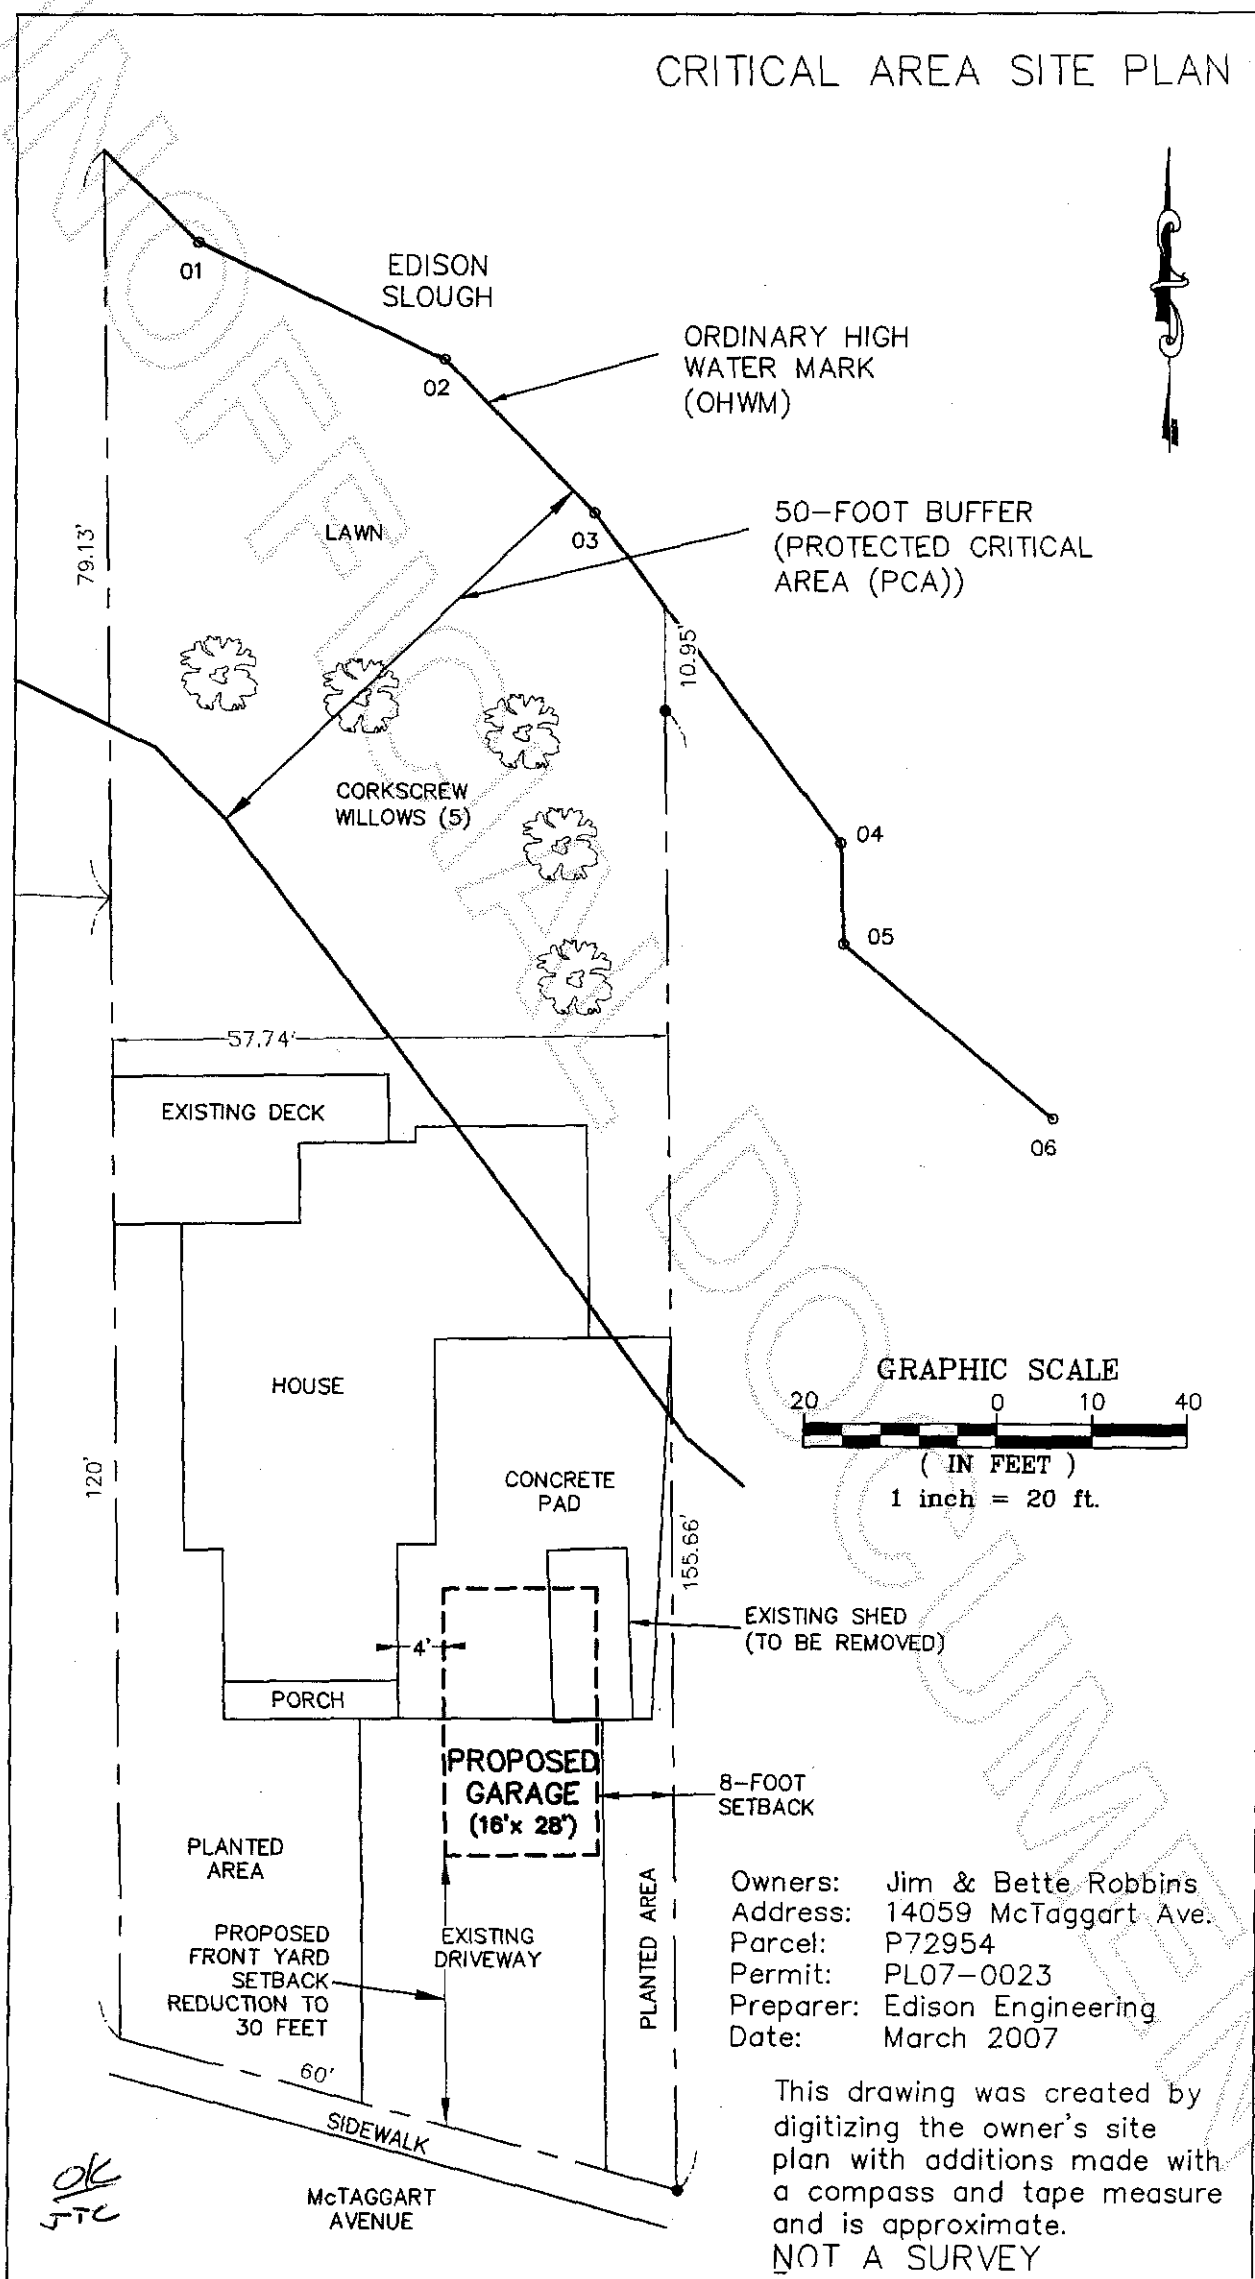 CRITICAL AREA SITE PLAN
01
EDISON
SLOUGH
02
ORDINARY HIGH
WATER MARK
(OHWM)
LAWN
03
50-FOOT BUFFER
(PROTECTED CRITICAL
AREA (PCA))
79.13'
10.95'
CORKSCREW
WILLOWS (5)
04
05
57.74'
06
EXISTING DECK
HOUSE
GRAPHIC SCALE
20 0 10 40
( IN FEET )
1 inch = 20 ft.
CONCRETE
PAD
120'
155.66'
EXISTING SHED
(TO BE REMOVED)
4'
PORCH
PROPOSED
GARAGE
(16'x 28')
8-FOOT
SETBACK
PLANTED
AREA
PLANTED AREA
PROPOSED
FRONT YARD
SETBACK
REDUCTION TO
30 FEET
EXISTING
DRIVEWAY
Owners: Jim & Bette Robbins
Address: 14059 McTaggart Ave.
Parcel: P72954
Permit: PL07-0023
Preparer: Edison Engineering
Date: March 2007
60'
SIDEWALK
This drawing was created by
digitizing the owner's site
plan with additions made with
a compass and tape measure
and is approximate.
NOT A SURVEY
OK
JTC
McTAGGART
AVENUE
UNOFFICIAL DOCUMENT